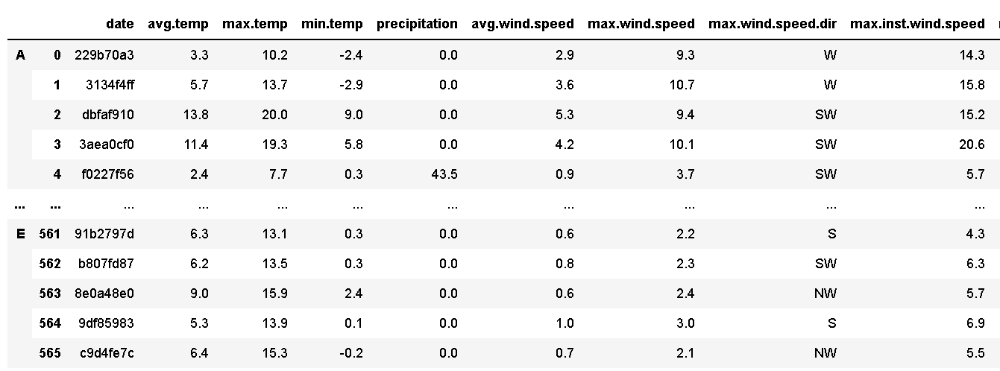 date avg.temp max.temp min.temp precipitation avg.wind.speed max.wind.speed max.wind.speed.dir max.inst.wind.speed
A 0 229b70a3 3.3 10.2 -2.4 0.0 2.9 9.3 W 14.3
1 3134f4ff 5.7 13.7 -2.9 0.0 3.6 10.7 W 15.8
2 dbfaf910 13.8 20.0 9.0 0.0 5.3 9.4 SW 15.2
3 3aea0cf0 11.4 19.3 5.8 0.0 4.2 10.1 SW 20.6
4 f0227f56 2.4 7.7 0.3 43.5 0.9 3.7 SW 5.7
... ... ... ... ... ... ... ... ... ... ...
E 561 91b2797d 6.3 13.1 0.3 0.0 0.6 2.2 S 4.3
562 b807fd87 6.2 13.5 0.3 0.0 0.8 2.3 SW 6.3
563 8e0a48e0 9.0 15.9 2.4 0.0 0.6 2.4 NW 5.7
564 9df85983 5.3 13.9 0.1 0.0 1.0 3.0 S 6.9
565 c9d4fe7c 6.4 15.3 -0.2 0.0 0.7 2.1 NW 5.5